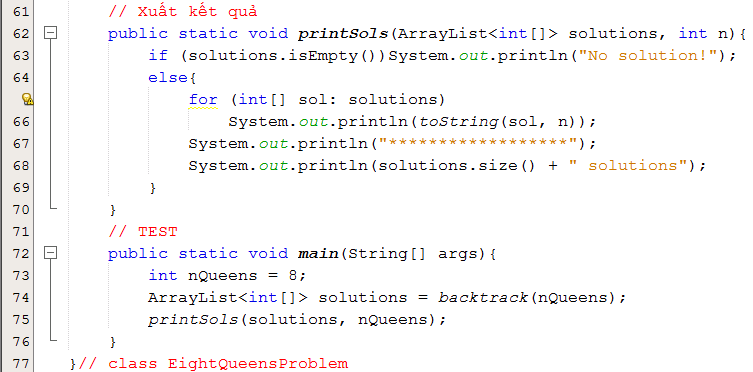 61 // Xuất kết quả
62 public static void printSols(ArrayList<int[]> solutions, int n){
63 if (solutions.isEmpty())System.out.println("No solution!");
64 else{
for (int[] sol: solutions)
66 System.out.println(toString(sol, n));
67 System.out.println("******************");
68 System.out.println(solutions.size() + " solutions");
69 }
70 }
71 // TEST
72 public static void main(String[] args){
73 int nQueens = 8;
74 ArrayList<int[]> solutions = backtrack(nQueens);
75 printSols(solutions, nQueens);
76 }
77 }// class EightQueensProblem